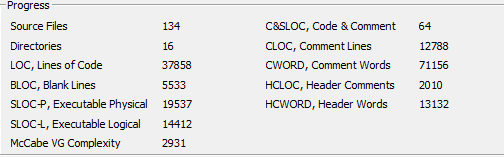 Progress
Source Files 134 C&SLOC, Code & Comment 64
Directories 16 CLOC, Comment Lines 12788
LOC, Lines of Code 37858 CWORD, Comment Words 71156
BLOC, Blank Lines 5533 HCLOC, Header Comments 2010
SLOC-P, Executable Physical 19537 HCWORD, Header Words 13132
SLOC-L, Executable Logical 14412
McCabe VG Complexity 2931